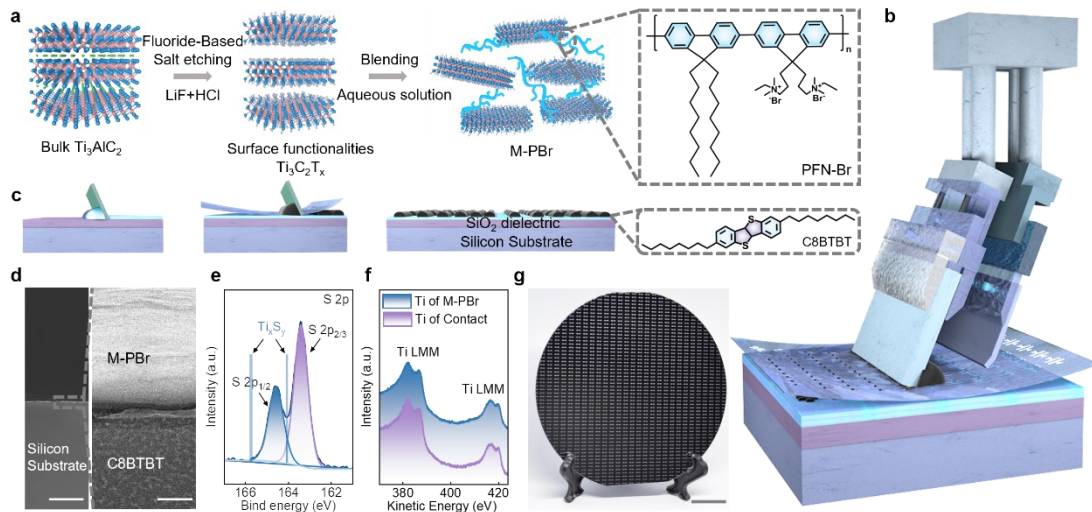 a
Fluoride-Based
Salt etching
LiF+HCl
Blending
Aqueous solution
Bulk Ti₃AlC₂
Surface functionalities
Ti₃C₂Tₓ
M-PBr
n
N⁺
Br⁻
N⁺
Br⁻
PFN-Br
b
c
SiO₂ dielectric
Silicon Substrate
S
S
C8BTBT
d
M-PBr
Silicon
Substrate
C8BTBT
e
S 2p
TiₓSᵧ
S 2p₂/₃
S 2p₁/₂
Intensity (a.u.)
166 164 162
Bind energy (eV)
f
Ti of M-PBr
Ti of Contact
Ti LMM
Ti LMM
Intensity (a.u.)
380 400 420
Kinetic Energy (eV)
g